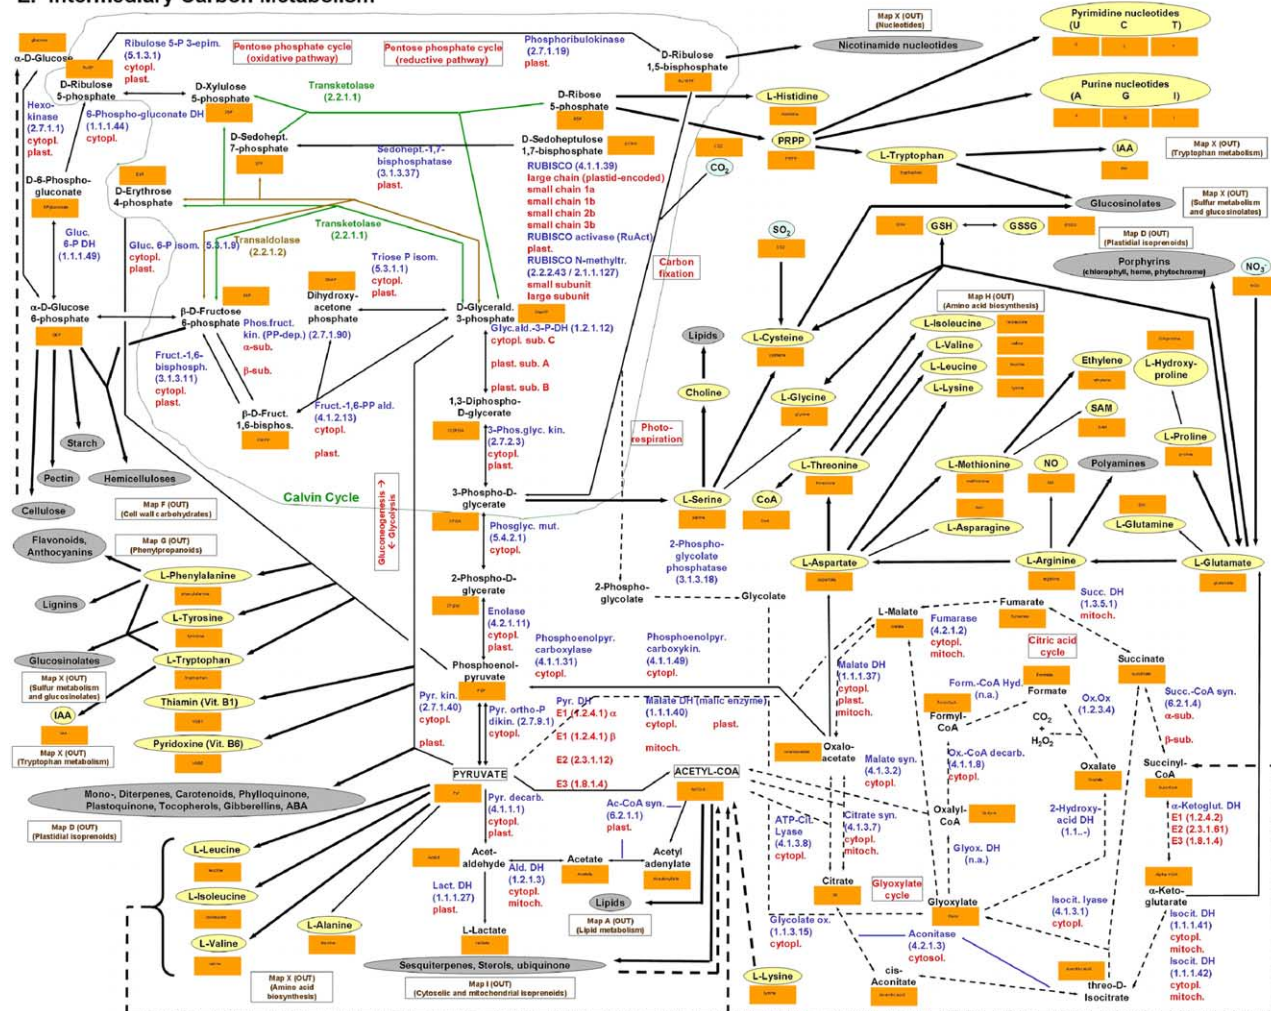 E. Intermediary Carbon Metabolism
α-D-Glucose
Ribulose 5-P 3-epim.
(5.1.3.1)
cytopl.
plast.
Pentose phosphate cycle
(oxidative pathway)
Pentose phosphate cycle
(reductive pathway)
Phosphoribulokinase
(2.7.1.19)
plast.
D-Ribulose
1,5-bisphosphate
Map X (OUT)
(Nucleotides)
Nicotinamide nucleotides
Pyrimidine nucleotides
(U C T)
Purine nucleotides
(A G I)
D-Ribulose
5-phosphate
D-Xylulose
5-phosphate
Transketolase
(2.2.1.1)
D-Ribose
5-phosphate
L-Histidine
PRPP
L-Tryptophan
IAA
Map X (OUT)
(Tryptophan metabolism)
Hexo-
kinase
(2.7.1.1)
cytopl.
plast.
6-Phospho-gluconate DH
(1.1.1.44)
cytopl.
D-Sedohept.
7-phosphate
Sedohept.-1,7-
bisphosphatase
(3.1.3.37)
plast.
D-Sedoheptulose
1,7-bisphosphate
RUBISCO (4.1.1.39)
large chain (plastid-encoded)
small chain 1a
small chain 1b
small chain 2b
small chain 3b
RUBISCO activase (RuAct)
plast.
RUBISCO N-methyltr.
(2.2.2.43 / 2.1.1.127)
small subunit
large subunit
CO2
Glucosinolates
Map X (OUT)
(Sulfur metabolism
and glucosinolates)
D-6-Phospho-
gluconate
D-Erythrose
4-phosphate
Gluc.
6-P DH
(1.1.1.49)
Gluc. 6-P isom. (5.3.1.9)
cytopl.
plast.
Transaldolase
(2.2.1.2)
Transketolase
(2.2.1.1)
Triose P isom.
(5.3.1.1)
cytopl.
plast.
Carbon
fixation
SO2
GSH
GSSG
Map D (OUT)
(Plastidial isoprenoids)
Porphyrins
(chlorophyll, heme, phytochrome)
NO3-
α-D-Glucose
6-phosphate
β-D-Fructose
6-phosphate
Dihydroxy-
acetone
phosphate
D-Glycerald.
3-phosphate
Phos.fruct.
kin. (PP-dep.) (2.7.1.90)
α-sub.
β-sub.
Fruct.-1,6-
bisphosph.
(3.1.3.11)
cytopl.
plast.
β-D-Fruct.
1,6-bisphos.
Fruct.-1,6-PP ald.
(4.1.2.13)
cytopl.
plast.
Glyc.ald.-3-P-DH (1.2.1.12)
cytopl. sub. C
plast. sub. A
plast. sub. B
1,3-Diphospho-
D-glycerate
3-Phos.glyc. kin.
(2.7.2.3)
cytopl.
plast.
Photo-
respiration
Lipids
Choline
L-Cysteine
L-Glycine
Map H (OUT)
(Amino acid biosynthesis)
L-Isoleucine
L-Valine
L-Leucine
L-Lysine
Ethylene
SAM
L-Hydroxy-
proline
L-Proline
L-Threonine
L-Methionine
NO
Polyamines
CoA
L-Serine
L-Asparagine
L-Glutamine
L-Aspartate
L-Arginine
L-Glutamate
Starch
Pectin
Hemicelluloses
Cellulose
Map F (OUT)
(Cell wall carbehydrates)
Calvin Cycle
Gluconeogeniesis →
← Glycolysis
3-Phospho-D-
glycerate
Phosglyc. mut.
(5.4.2.1)
cytopl.
2-Phospho-
glycolate
phosphatase
(3.1.3.18)
Flavonoids,
Anthocyanins
Map G (OUT)
(Phenylpropanoids)
L-Phenylalanine
Lignins
L-Tyrosine
L-Tryptophan
Glucosinolates
Map X (OUT)
(Sulfur metabolism
and glucosinolates)
IAA
Map X (OUT)
(Tryptophan metabolism)
Thiamin (Vit. B1)
Pyridoxine (Vit. B6)
2-Phospho-D-
glycerate
Enolase
(4.2.1.11)
cytopl.
plast.
2-Phospho-
glycolate
Glycolate
Phosphoenol-
pyruvate
Phosphoenolpyr.
carboxylase
(4.1.1.31)
cytopl.
Phosphoenolpyr.
carboxykin.
(4.1.1.49)
cytopl.
Pyr. kin.
(2.7.1.40)
cytopl.
plast.
Pyr. ortho-P
dikin. (2.7.9.1)
cytopl.
Pyr. DH
E1 (1.2.4.1) α
E1 (1.2.4.1) β
E2 (2.3.1.12)
E3 (1.8.1.4)
Malate DH (malic enzyme)
(1.1.1.40)
cytopl. plast.
mitoch.
Malate DH
(1.1.1.37)
cytopl.
plast.
mitoch.
L-Malate
Fumarate
Succ. DH
(1.3.5.1)
mitoch.
Fumarase
(4.2.1.2)
cytopl.
mitoch.
Citric acid
cycle
Succinate
Form.-CoA Hyd.
(n.a.)
Formate
Ox.Ox
(1.2.3.4)
Succ.-CoA syn.
(6.2.1.4)
α-sub.
β-sub.
Formyl-
CoA
CO2
+
H2O2
Oxalo-
acetate
Ox.-CoA decarb.
(4.1.1.8)
cytopl.
Oxalate
Succinyl-
CoA
Malate syn.
(4.1.3.2)
cytopl.
PYRUVATE
ACETYL-COA
Mono-, Diterpenes, Carotenoids, Phylloquinone,
Plastoquinone, Tocopherols, Gibberellins, ABA
Map D (OUT)
(Plastidial isoprenoids)
Pyr. decarb.
(4.1.1.1)
cytopl.
plast.
Ac-CoA syn.
(6.2.1.1)
plast.
ATP-Cit.
Lyase
(4.1.3.8)
cytopl.
Citrate syn.
(4.1.3.7)
cytopl.
mitoch.
Oxalyl-
CoA
Glyox. DH
(n.a.)
2-Hydroxy-
acid DH
(1.1..-)
α-Ketoglut. DH
E1 (1.2.4.2)
E2 (2.3.1.61)
E3 (1.8.1.4)
L-Leucine
L-Isoleucine
L-Valine
L-Alanine
Acet-
aldehyde
Acetate
Acetyl
adenylate
Ald. DH
(1.2.1.3)
cytopl.
mitoch.
Lact. DH
(1.1.1.27)
plast.
L-Lactate
Lipids
Map A (OUT)
(Lipid metabolism)
Citrate
Glyoxylate
cycle
Glyoxylate
Isocit. lyase
(4.1.3.1)
cytopl.
α-Keto-
glutarate
Isocit. DH
(1.1.1.41)
cytopl.
mitoch.
Isocit. DH
(1.1.1.42)
cytopl.
mitoch.
Glycolate ox.
(1.1.3.15)
cytopl.
Aconitase
(4.2.1.3)
cytosol.
Sesquiterpenes, Sterols, ubiquinone
Map I (OUT)
(Cytosolic and mitochondrial isoprenoids)
Map X (OUT)
(Amino acid
biosynthesis)
L-Lysine
cis-
Aconitate
threo-D-
Isocitrate